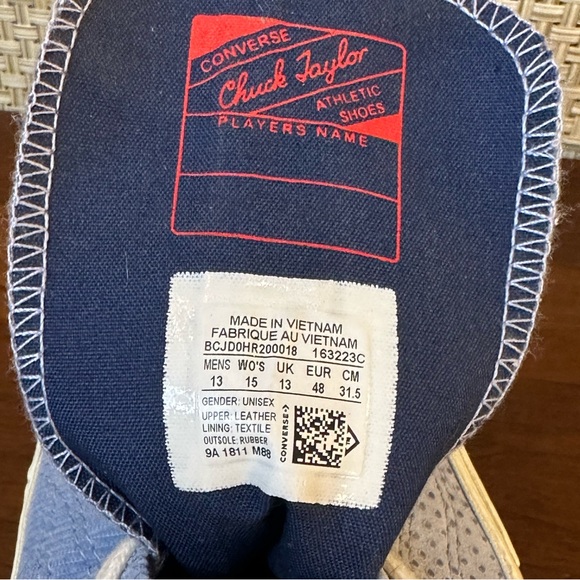 CONVERSE
Chuck Taylor
ATHLETIC
SHOES
PLAYERS NAME
MADE IN VIETNAM
FABRIQUE AU VIETNAM
BCJD0HR200018 163223C
MENS WO'S UK EUR CM
13 15 13 48 31.5
GENDER: UNISEX
UPPER: LEATHER
LINING: TEXTILE
OUTSOLE: RUBBER
9A 1811 M88
CONVERSE